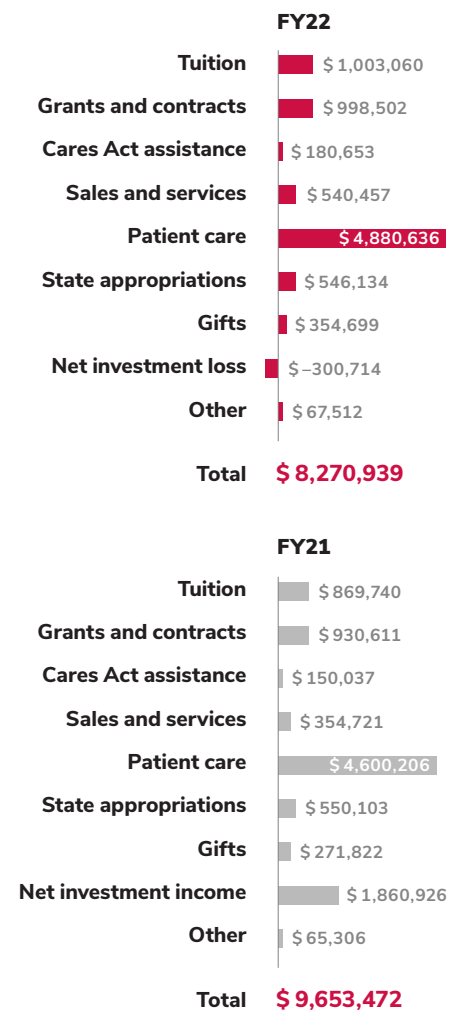 FY22
Tuition $ 1,003,060
Grants and contracts $ 998,502
Cares Act assistance $ 180,653
Sales and services $ 540,457
Patient care $ 4,880,636
State appropriations $ 546,134
Gifts $ 354,699
Net investment loss $ –300,714
Other $ 67,512
Total $ 8,270,939
FY21
Tuition $ 869,740
Grants and contracts $ 930,611
Cares Act assistance $ 150,037
Sales and services $ 354,721
Patient care $ 4,600,206
State appropriations $ 550,103
Gifts $ 271,822
Net investment income $ 1,860,926
Other $ 65,306
Total $ 9,653,472